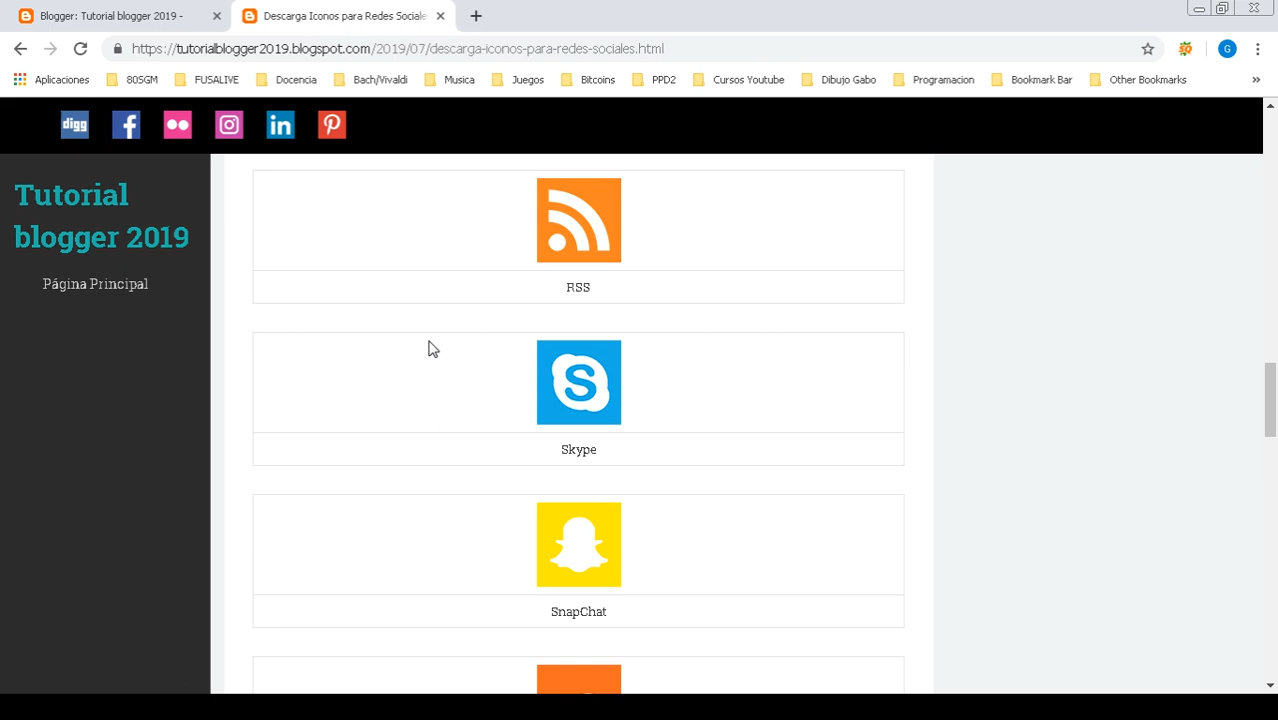 Blogger: Tutorial blogger 2019 -
Descarga Iconos para Redes Sociale
https://tutorialblogger2019.blogspot.com/2019/07/descarga-iconos-para-redes-sociales.html
G
Aplicaciones 80SGM FUSALIVE Docencia Bach/Vivaldi Musica Juegos Bitcoins PPD2 Cursos Youtube Dibujo Gabo Programacion Bookmark Bar Other Bookmarks
digg f in
Tutorial
blogger 2019
Página Principal
RSS
S
Skype
SnapChat